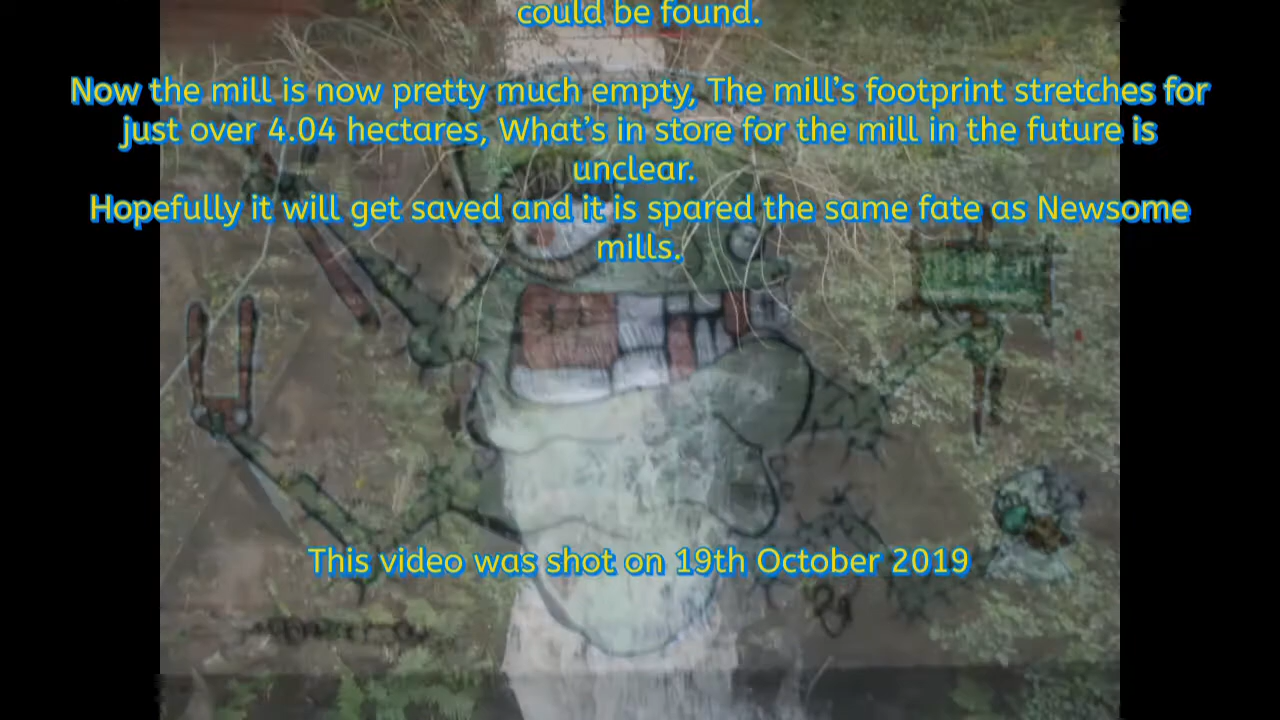 could be found.
Now the mill is now pretty much empty, The mill's footprint stretches for
just over 4.04 hectares, What's in store for the mill in the future is
unclear.
Hopefully it will get saved and it is spared the same fate as Newsome
mills.
This video was shot on 19th October 2019